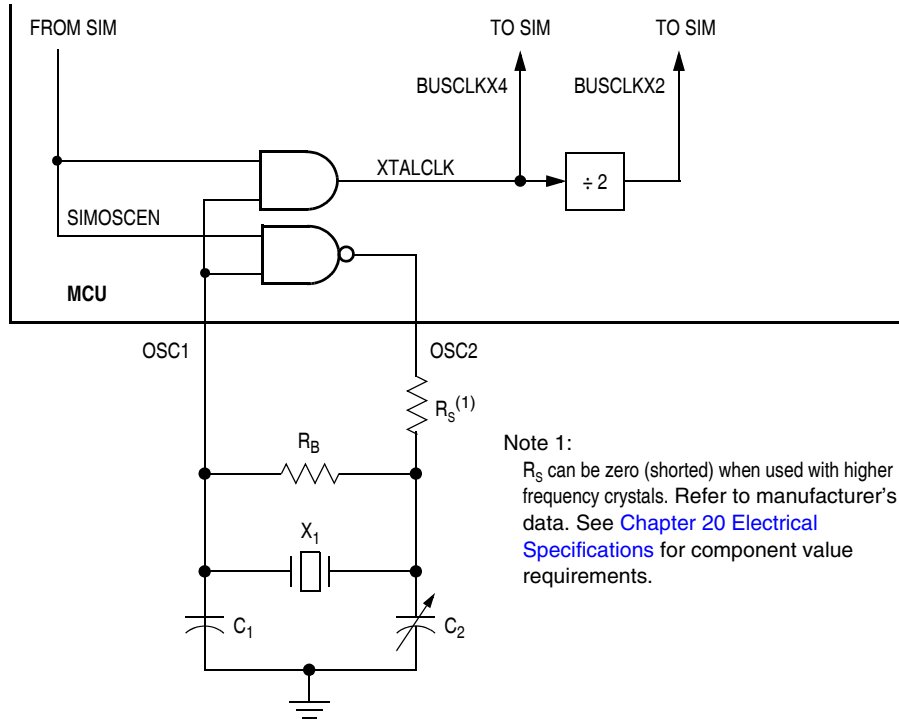 FROM SIM
TO SIM
TO SIM
BUSCLKX4
BUSCLKX2
XTALCLK
÷ 2
SIMOSCEN
MCU
OSC1
OSC2
RS(1)
RB
X1
C1
C2
Note 1:
RS can be zero (shorted) when used with higher
frequency crystals. Refer to manufacturer's
data. See Chapter 20 Electrical
Specifications for component value
requirements.